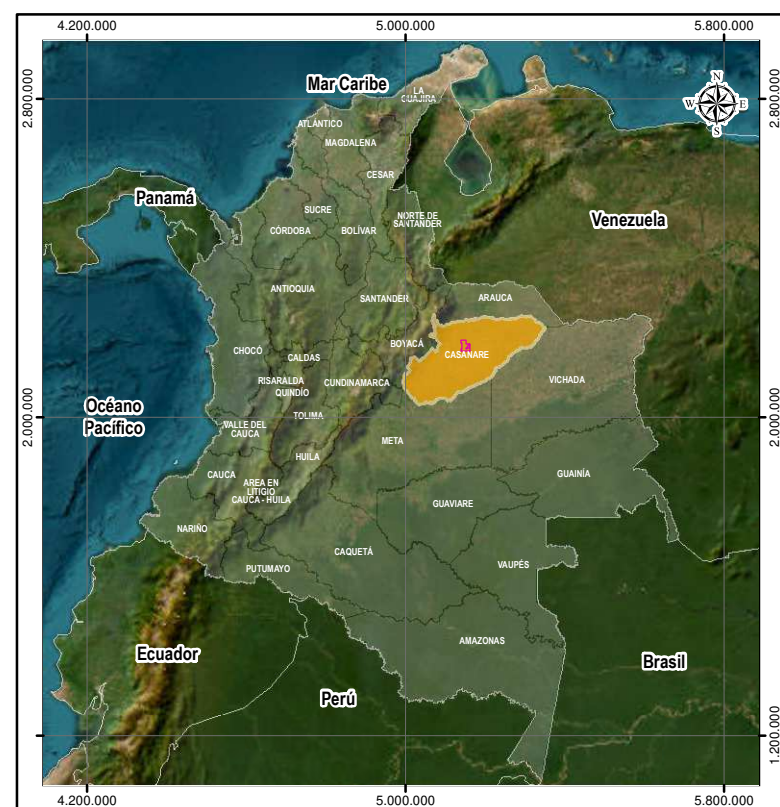 4.200.000
5.000.000
5.800.000
Mar Caribe
LA
GUAJIRA
N
W
E
S
2.800.000
2.800.000
ATLÁNTICO
MAGDALENA
CESAR
Panamá
SUCRE
NORTE DE
SANTANDER
Venezuela
CÓRDOBA
BOLÍVAR
ANTIOQUIA
SANTANDER
ARAUCA
CHOCÓ
CALDAS
BOYACÁ
CASANARE
RISARALDA
CUNDINAMARCA
VICHADA
QUINDÍO
Océano
Pacífico
TOLIMA
2.000.000
2.000.000
VALLE DEL
CAUCA
META
HUILA
CAUCA
AREA EN
LITIGIO
CAUCA - HUILA
GUAINÍA
GUAVIARE
NARIÑO
CAQUETÁ
VAUPÉS
PUTUMAYO
AMAZONAS
Ecuador
Perú
Brasil
1.200.000
1.200.000
4.200.000
5.000.000
5.800.000